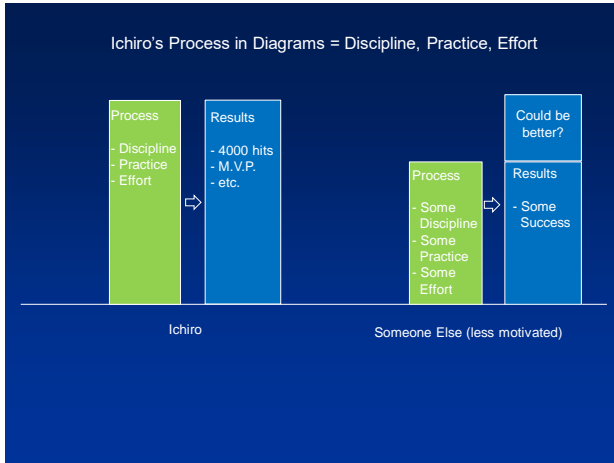 Ichiro's Process in Diagrams = Discipline, Practice, Effort
Process
- Discipline
- Practice
- Effort
Results
- 4000 hits
- M.V.P.
- etc.
Ichiro
Process
- Some
Discipline
- Some
Practice
- Some
Effort
Could be
better?
Results
- Some
Success
Someone Else (less motivated)